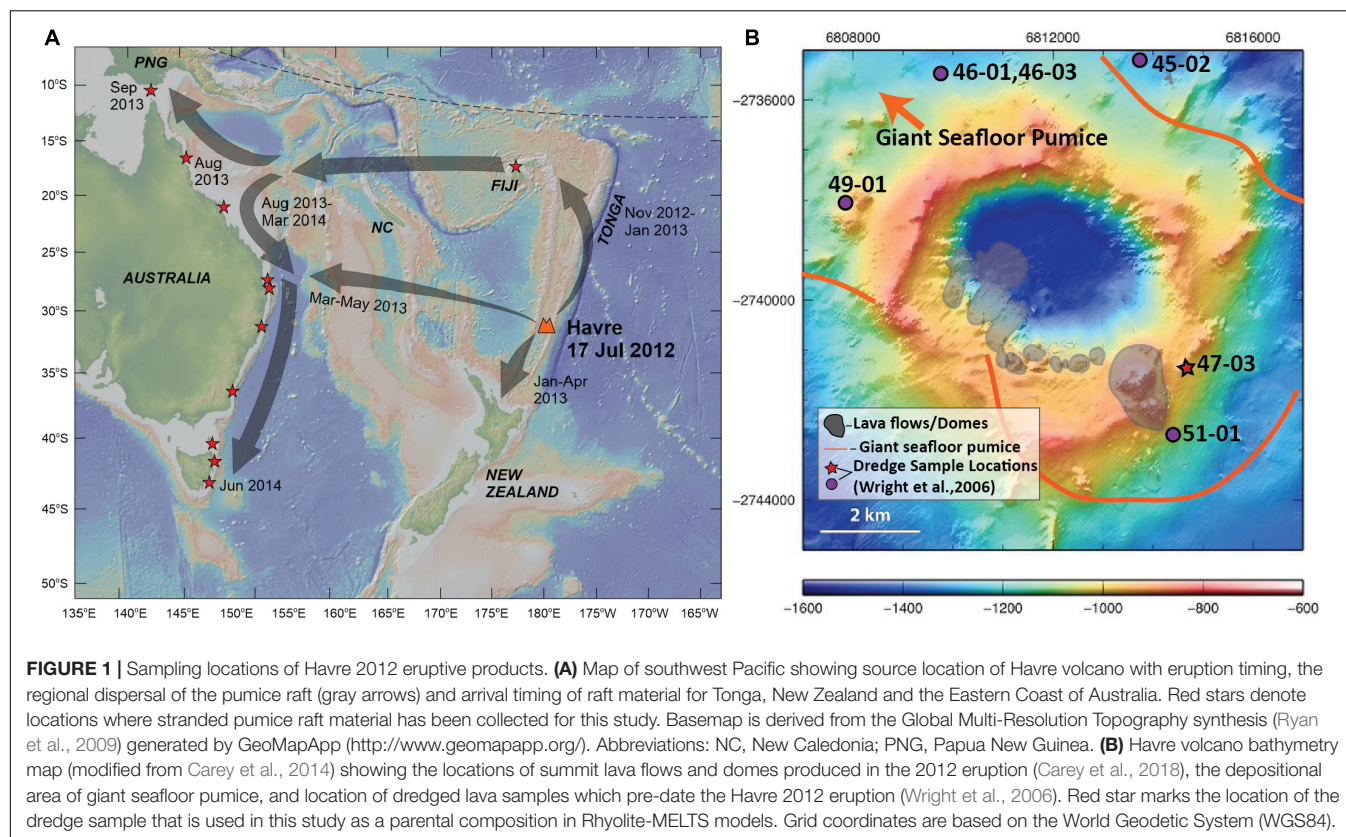 A
PNG
10°S
Sep
2013
15°S
Aug
2013
FIJI
20°S
Aug 2013-
Mar 2014
Nov 2012-
Jan 2013
TONGA
NC
25°S
AUSTRALIA
Mar-May 2013
30°S
Havre
17 Jul 2012
35°S
Jan-Apr
2013
40°S
NEW
ZEALAND
Jun 2014
45°S
50°S
135°E 140°E 145°E 150°E 155°E 160°E 165°E 170°E 175°E 180°E 175°W 170°W 165°W
B
6808000 6812000 6816000
46-01,46-03
45-02
−2736000
Giant Seafloor Pumice
49-01
−2740000
47-03
Lava flows/Domes
Giant seafloor pumice
Dredge Sample Locations
(Wright et al.,2006)
51-01
−2744000
2 km
−1600 −1400 −1200 −1000 −800 −600
FIGURE 1 | Sampling locations of Havre 2012 eruptive products. (A) Map of southwest Pacific showing source location of Havre volcano with eruption timing, the
regional dispersal of the pumice raft (gray arrows) and arrival timing of raft material for Tonga, New Zealand and the Eastern Coast of Australia. Red stars denote
locations where stranded pumice raft material has been collected for this study. Basemap is derived from the Global Multi-Resolution Topography synthesis (Ryan
et al., 2009) generated by GeoMapApp (http://www.geomapapp.org/). Abbreviations: NC, New Caledonia; PNG, Papua New Guinea. (B) Havre volcano bathymetry
map (modified from Carey et al., 2014) showing the locations of summit lava flows and domes produced in the 2012 eruption (Carey et al., 2018), the depositional
area of giant seafloor pumice, and location of dredged lava samples which pre-date the Havre 2012 eruption (Wright et al., 2006). Red star marks the location of the
dredge sample that is used in this study as a parental composition in Rhyolite-MELTS models. Grid coordinates are based on the World Geodetic System (WGS84).